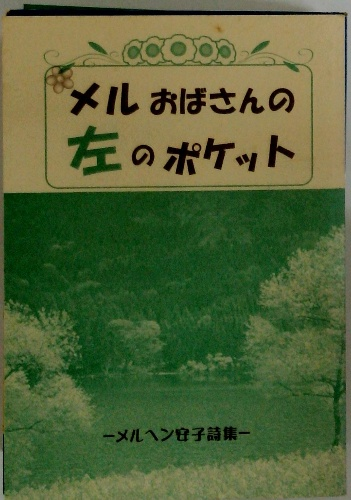 メルおばさんの
左のポケット
ーメルヘン安子詩集ー